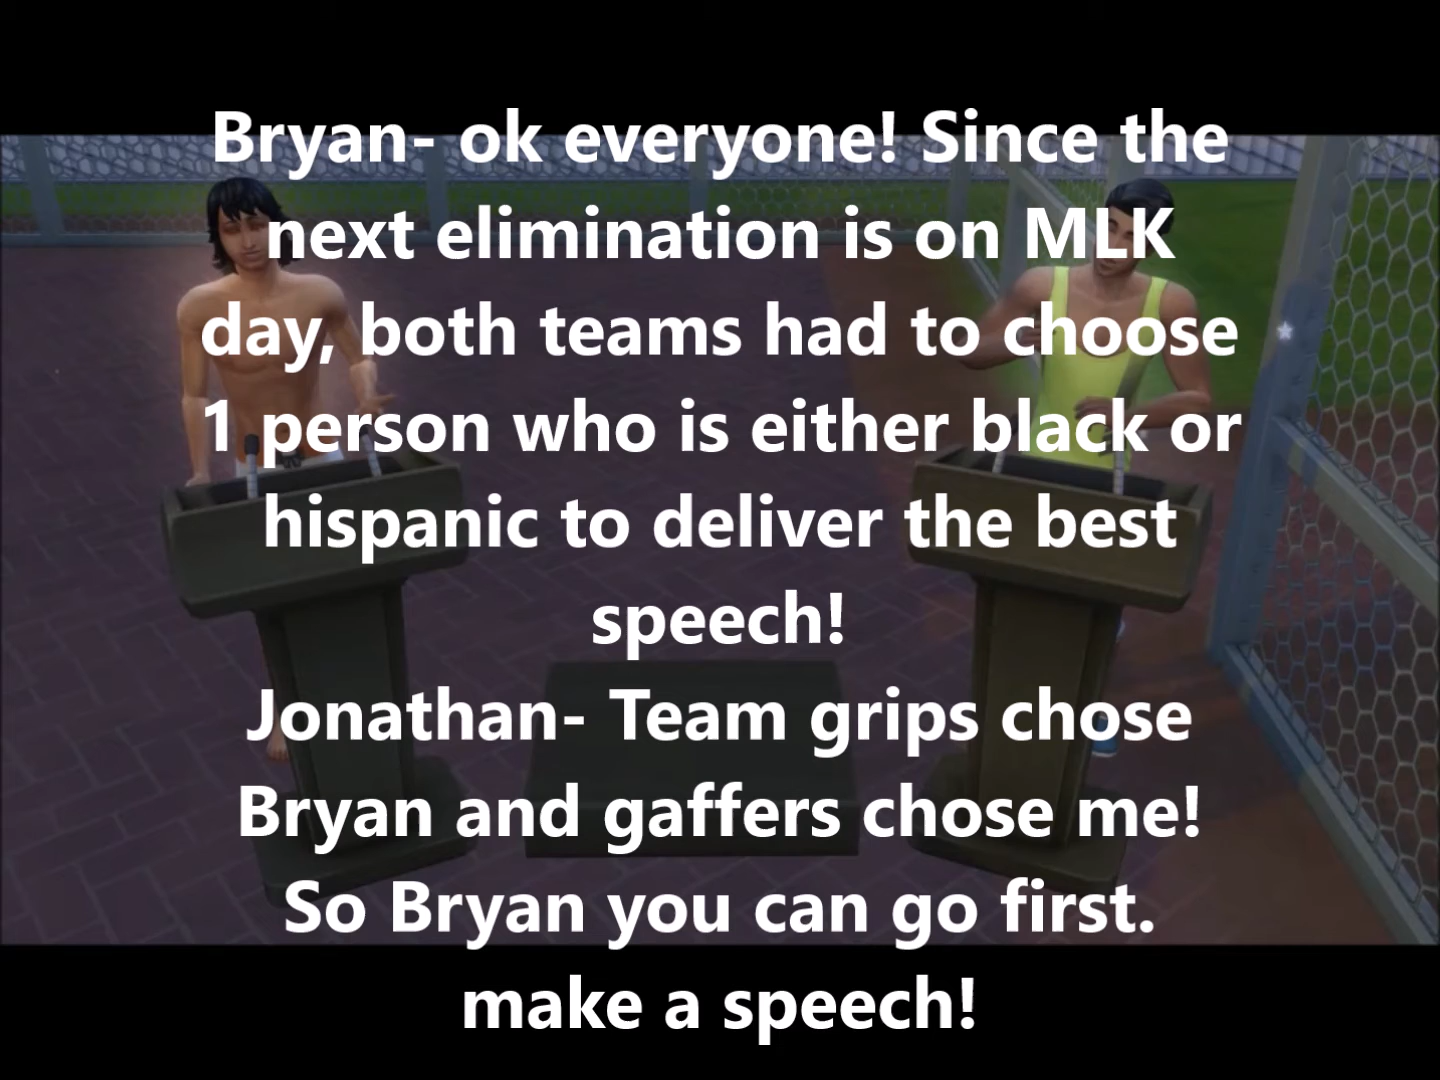 Bryan- ok everyone! Since the
next elimination is on MLK
day, both teams had to choose
1 person who is either black or
hispanic to deliver the best
speech!
Jonathan- Team grips chose
Bryan and gaffers chose me!
So Bryan you can go first.
make a speech!